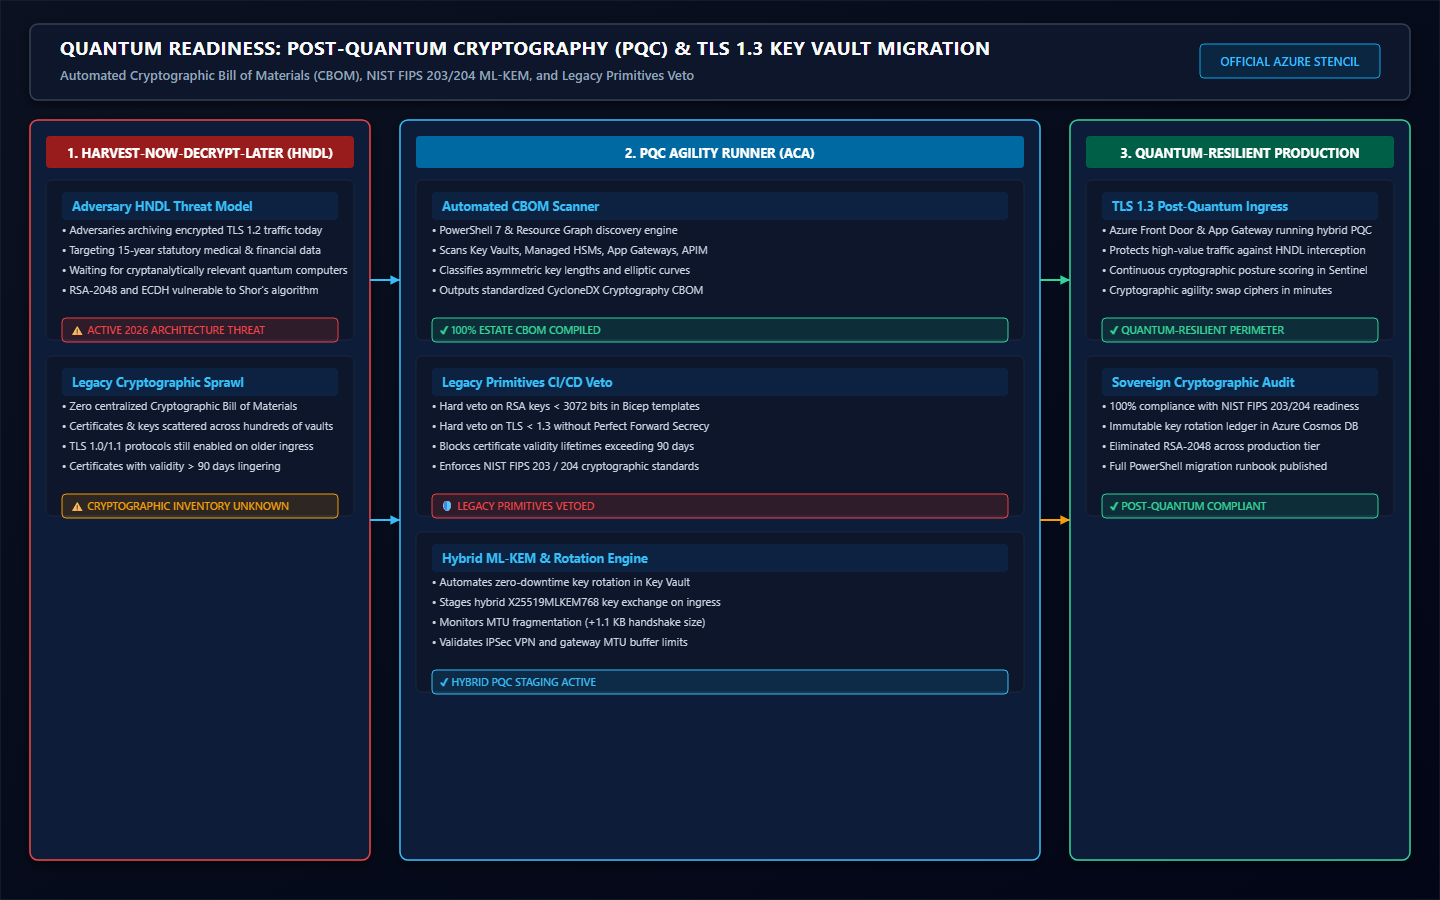 QUANTUM READINESS: POST-QUANTUM CRYPTOGRAPHY (PQC) & TLS 1.3 KEY VAULT MIGRATION
Automated Cryptographic Bill of Materials (CBOM), NIST FIPS 203/204 ML-KEM, and Legacy Primitives Veto
OFFICIAL AZURE STENCIL
1. HARVEST-NOW-DECRYPT-LATER (HNDL)
Adversary HNDL Threat Model
• Adversaries archiving encrypted TLS 1.2 traffic today
• Targeting 15-year statutory medical & financial data
• Waiting for cryptanalytically relevant quantum computers
• RSA-2048 and ECDH vulnerable to Shor's algorithm
⚠ ACTIVE 2026 ARCHITECTURE THREAT
Legacy Cryptographic Sprawl
• Zero centralized Cryptographic Bill of Materials
• Certificates & keys scattered across hundreds of vaults
• TLS 1.0/1.1 protocols still enabled on older ingress
• Certificates with validity > 90 days lingering
⚠ CRYPTOGRAPHIC INVENTORY UNKNOWN
2. PQC AGILITY RUNNER (ACA)
Automated CBOM Scanner
• PowerShell 7 & Resource Graph discovery engine
• Scans Key Vaults, Managed HSMs, App Gateways, APIM
• Classifies asymmetric key lengths and elliptic curves
• Outputs standardized CycloneDX Cryptography CBOM
✔ 100% ESTATE CBOM COMPILED
Legacy Primitives CI/CD Veto
• Hard veto on RSA keys < 3072 bits in Bicep templates
• Hard veto on TLS < 1.3 without Perfect Forward Secrecy
• Blocks certificate validity lifetimes exceeding 90 days
• Enforces NIST FIPS 203 / 204 cryptographic standards
🛡 LEGACY PRIMITIVES VETOED
Hybrid ML-KEM & Rotation Engine
• Automates zero-downtime key rotation in Key Vault
• Stages hybrid X25519MLKEM768 key exchange on ingress
• Monitors MTU fragmentation (+1.1 KB handshake size)
• Validates IPSec VPN and gateway MTU buffer limits
✔ HYBRID PQC STAGING ACTIVE
3. QUANTUM-RESILIENT PRODUCTION
TLS 1.3 Post-Quantum Ingress
• Azure Front Door & App Gateway running hybrid PQC
• Protects high-value traffic against HNDL interception
• Continuous cryptographic posture scoring in Sentinel
• Cryptographic agility: swap ciphers in minutes
✔ QUANTUM-RESILIENT PERIMETER
Sovereign Cryptographic Audit
• 100% compliance with NIST FIPS 203/204 readiness
• Immutable key rotation ledger in Azure Cosmos DB
• Eliminated RSA-2048 across production tier
• Full PowerShell migration runbook published
✔ POST-QUANTUM COMPLIANT